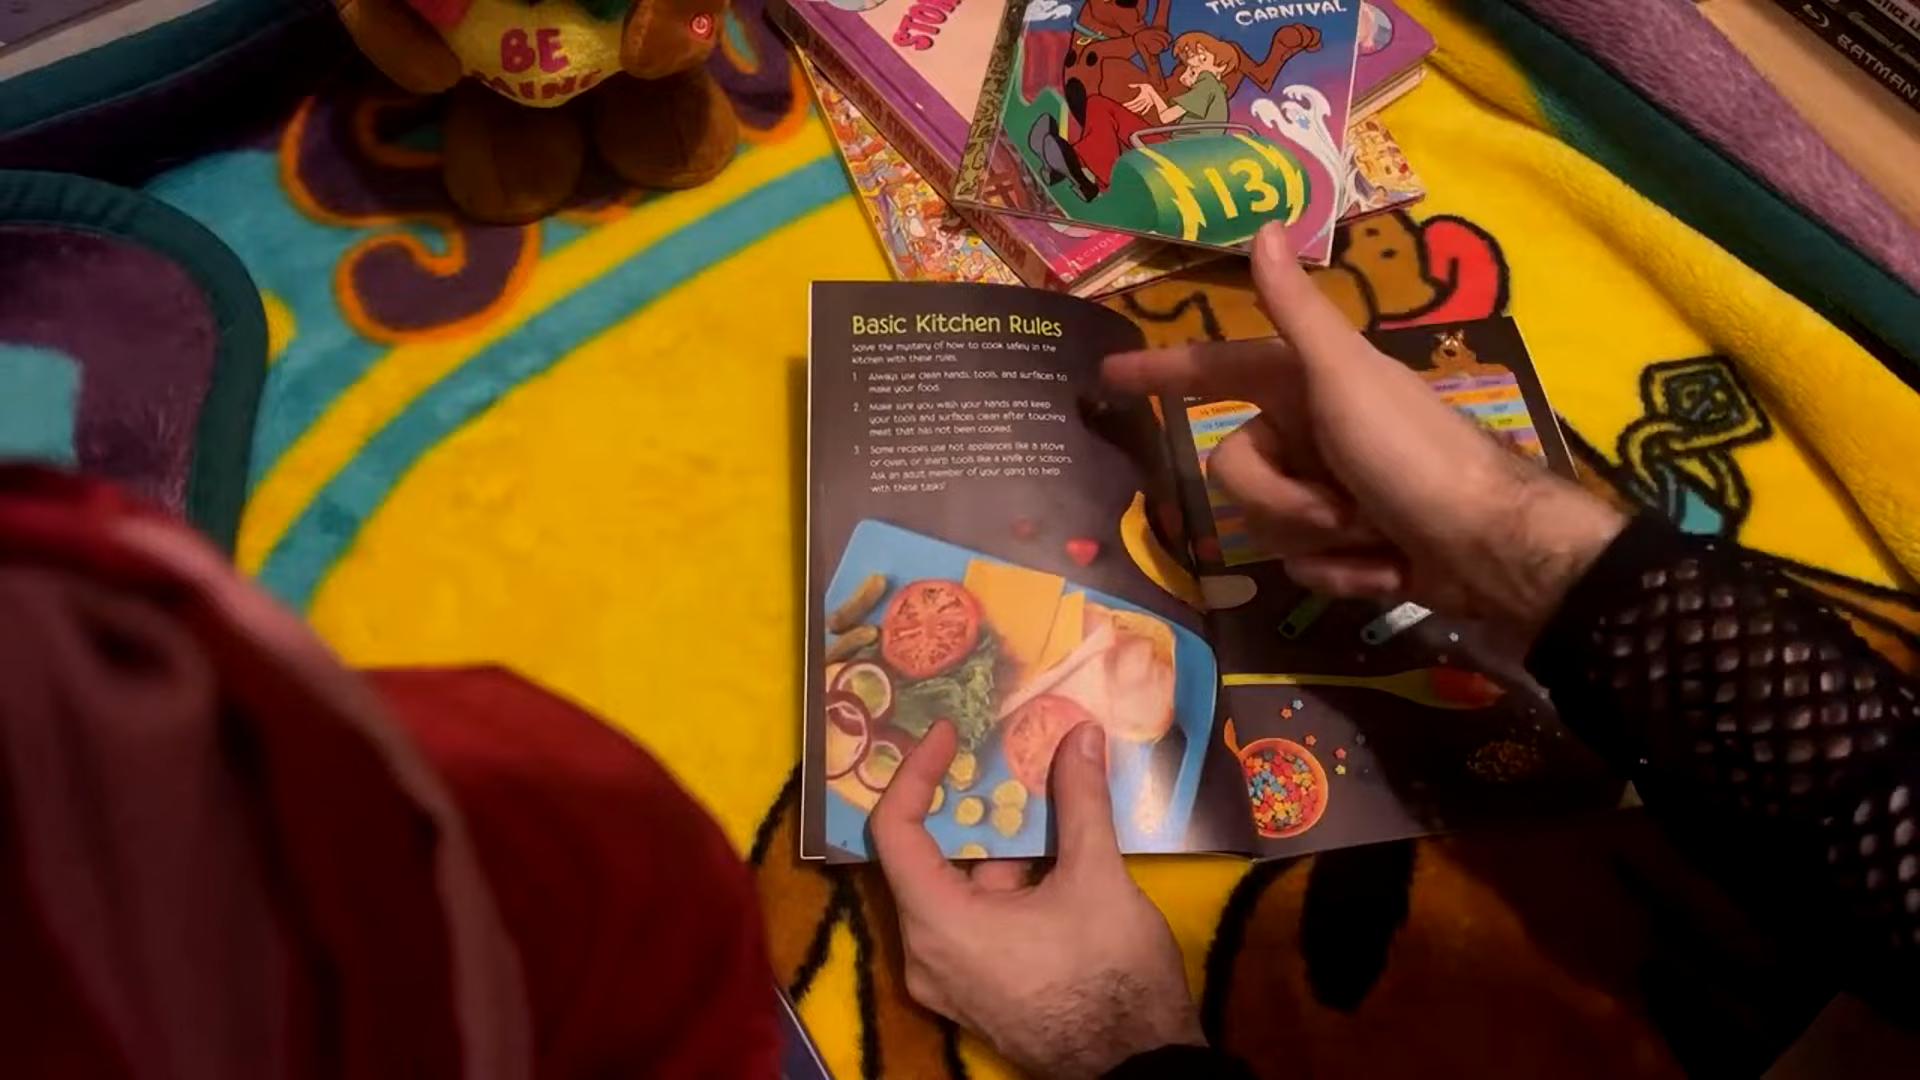 BE
MINE
STO
THE
CARNIVAL
13
BATMAN
SCHOL
Basic Kitchen Rules
Solve the mystery of how to cook safely in the
kitchen with these rules.
1. Always use clean hands, tools, and surfaces to
make your food.
2. Make sure you wash your hands and keep
your tools and surfaces clean after touching
meat that has not been cooked.
3. Some recipes use hot appliances like a stove
or oven, or sharp tools like a knife or scissors.
Ask an adult member of your gang to help
with these tasks!
4